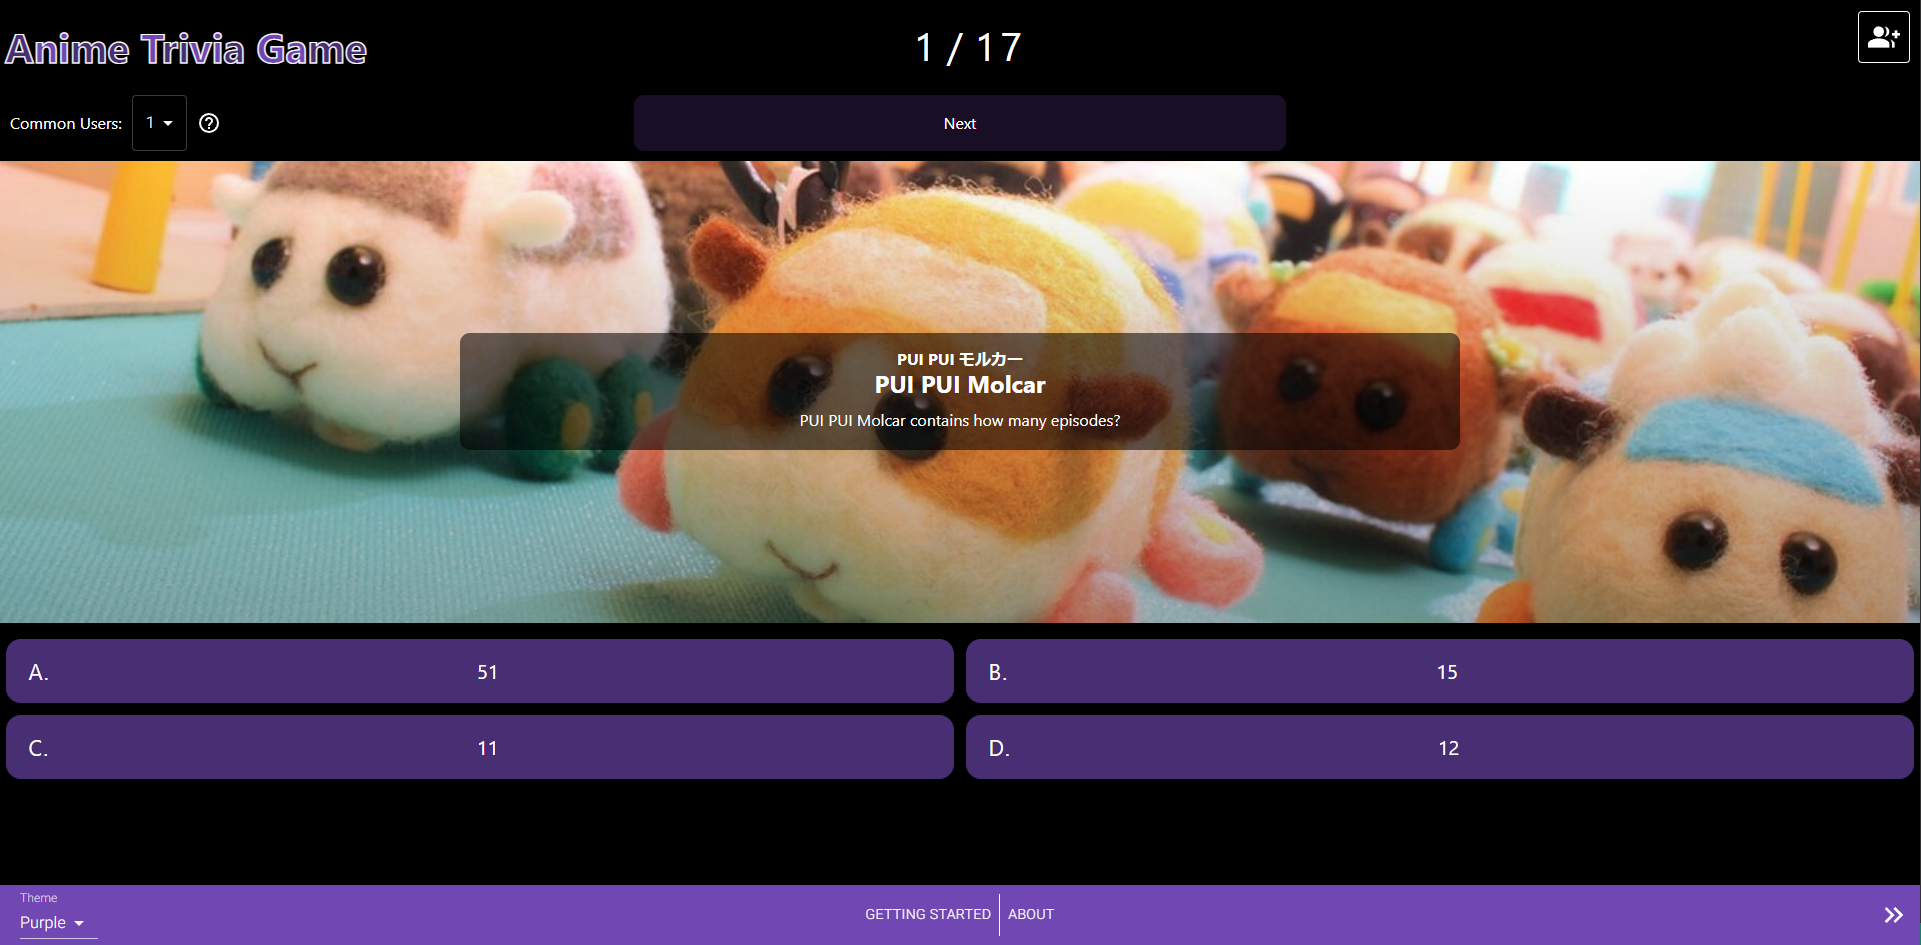 Anime Trivia Game
1 / 17
Common Users:
1
Next
PUI PUI モルカー
PUI PUI Molcar
PUI PUI Molcar contains how many episodes?
A. 51
B. 15
C. 11
D. 12
Theme
Purple
GETTING STARTED
ABOUT